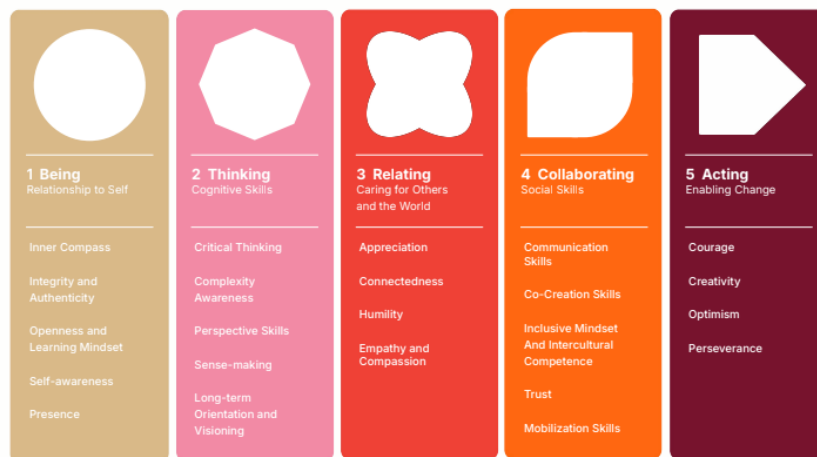 1 Being
Relationship to Self
Inner Compass
Integrity and
Authenticity
Openness and
Learning Mindset
Self-awareness
Presence
2 Thinking
Cognitive Skills
Critical Thinking
Complexity
Awareness
Perspective Skills
Sense-making
Long-term
Orientation and
Visioning
3 Relating
Caring for Others
and the World
Appreciation
Connectedness
Humility
Empathy and
Compassion
4 Collaborating
Social Skills
Communication
Skills
Co-Creation Skills
Inclusive Mindset
And Intercultural
Competence
Trust
Mobilization Skills
5 Acting
Enabling Change
Courage
Creativity
Optimism
Perseverance